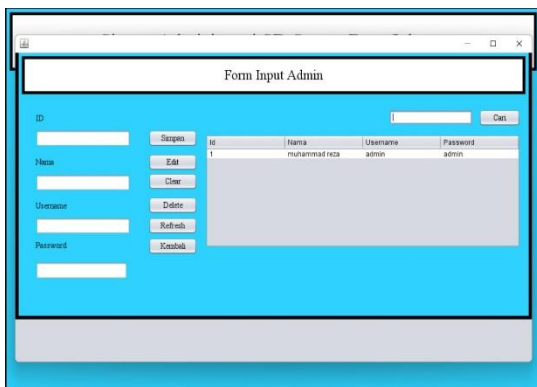 Form Input Admin
ID
Cari
Simpan
Id Nama Username Password
1 muhammad reza admin admin
Nama
Edit
Clear
Username
Delete
Refresh
Password
Kembali